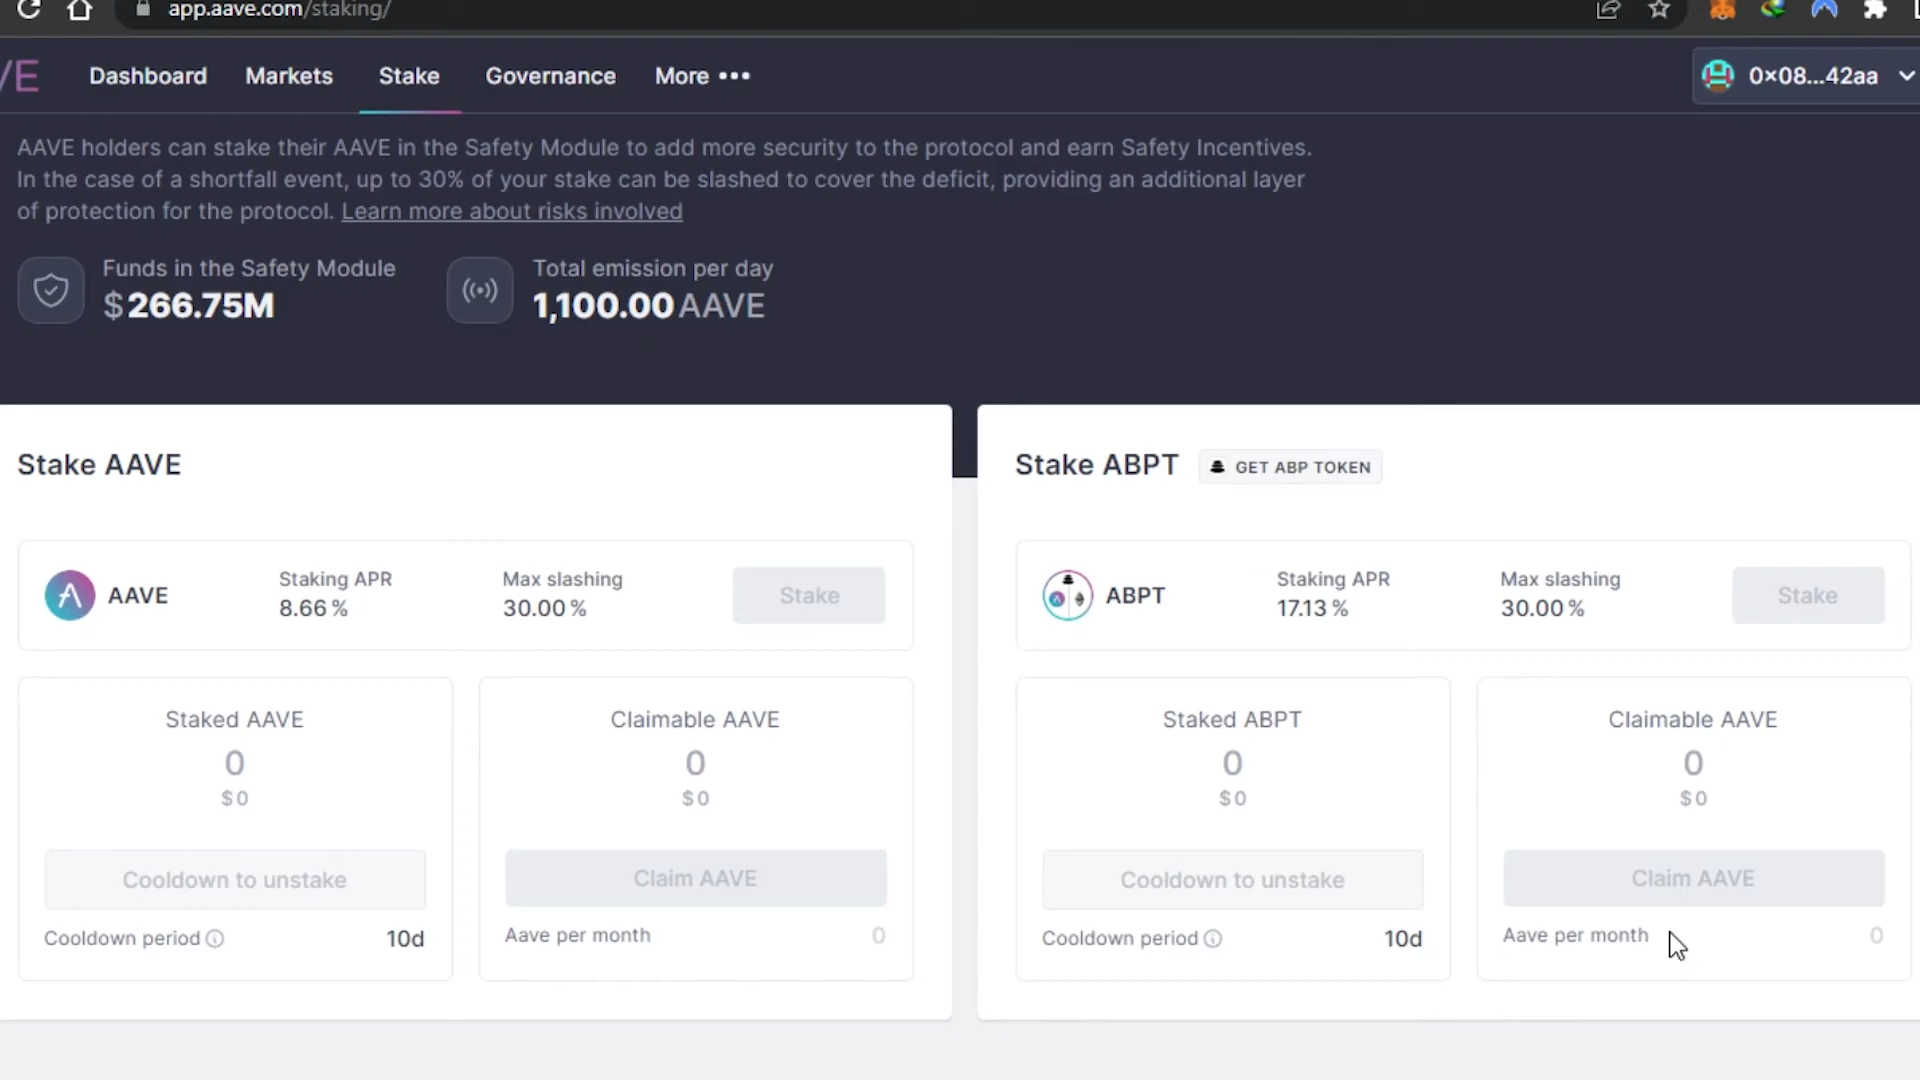 app.aave.com/staking/
VE Dashboard Markets Stake Governance More ••• 0×08...42aa
AAVE holders can stake their AAVE in the Safety Module to add more security to the protocol and earn Safety Incentives.
In the case of a shortfall event, up to 30% of your stake can be slashed to cover the deficit, providing an additional layer
of protection for the protocol. Learn more about risks involved
Funds in the Safety Module
$266.75M
Total emission per day
1,100.00 AAVE
Stake AAVE
AAVE
Staking APR
8.66 %
Max slashing
30.00 %
Stake
Staked AAVE
0
$ 0
Cooldown to unstake
Cooldown period 10d
Claimable AAVE
0
$ 0
Claim AAVE
Aave per month 0
Stake ABPT GET ABP TOKEN
ABPT
Staking APR
17.13 %
Max slashing
30.00 %
Stake
Staked ABPT
0
$ 0
Cooldown to unstake
Cooldown period 10d
Claimable AAVE
0
$ 0
Claim AAVE
Aave per month 0